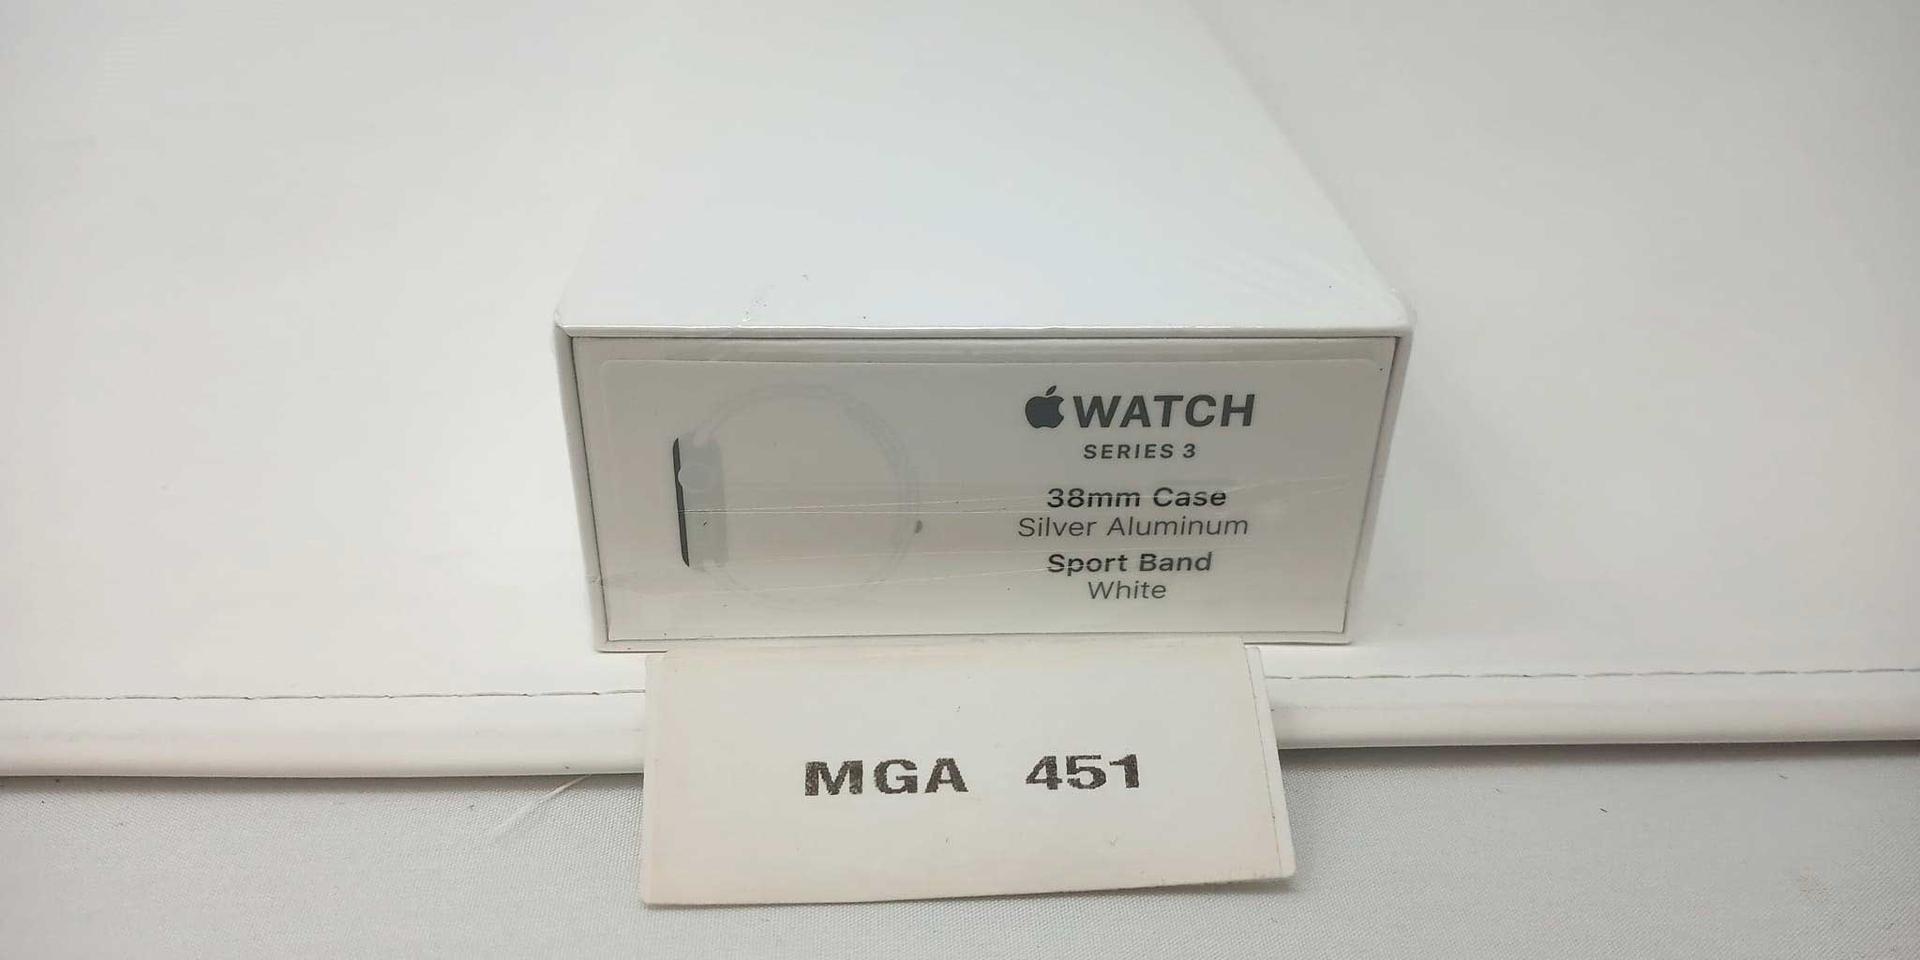 WATCH
SERIES 3
38mm Case
Silver Aluminum
Sport Band
White
MGA 451